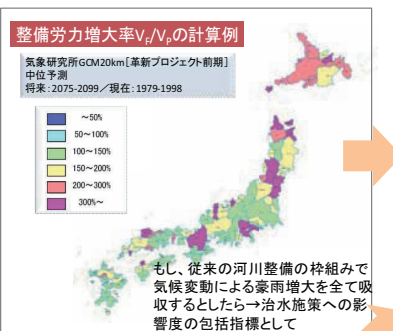 整備労力増大率VF/VPの計算例
気象研究所GCM20km[革新プロジェクト前期]
中位予測
将来:2075-2099/現在:1979-1998
~50%
50~100%
100~150%
150~200%
200~300%
300%~
もし、従来の河川整備の枠組みで
気候変動による豪雨増大を全て吸
収するとしたら→治水施策への影
響度の包括指標として